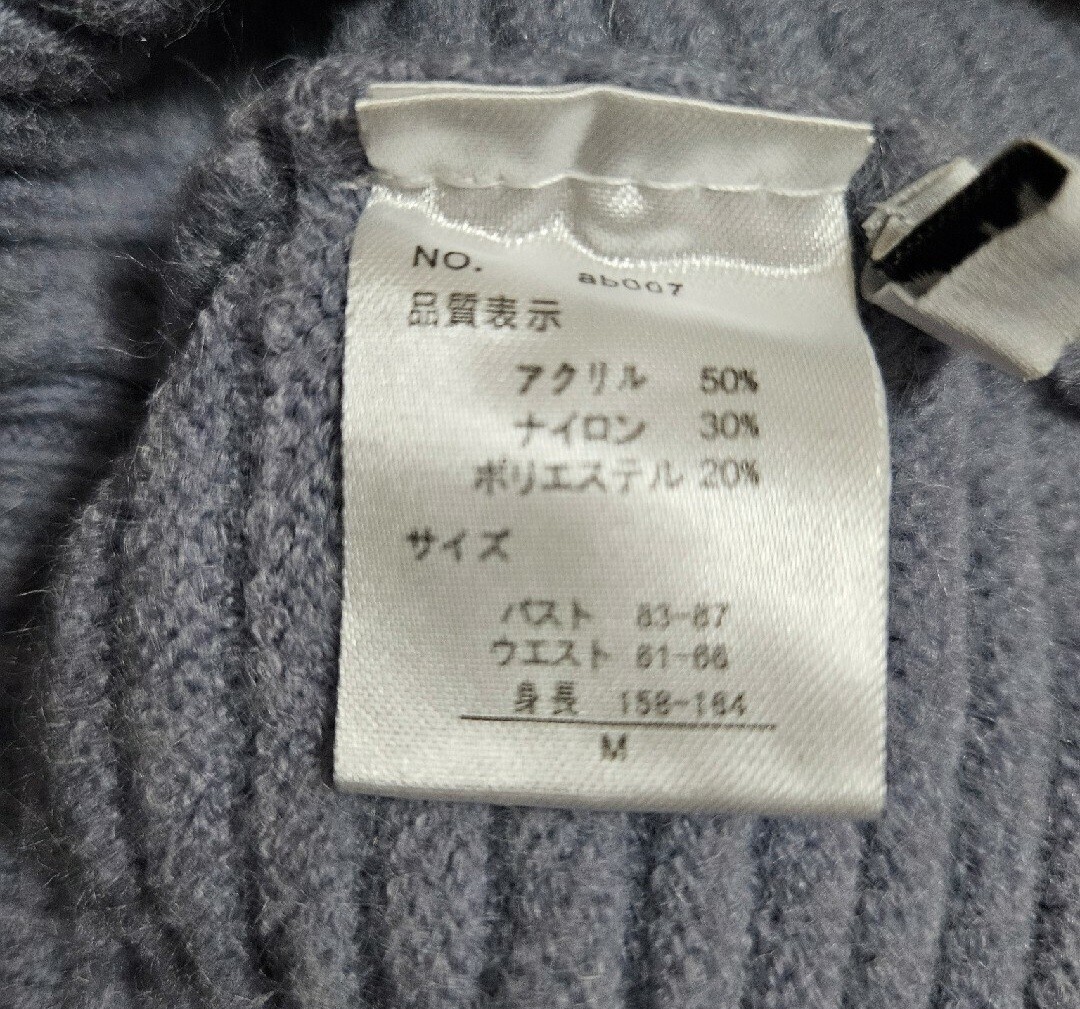 NO. ab007
品質表示
アクリル 50%
ナイロン 30%
ポリエステル 20%
サイズ
バスト 83-87
ウエスト 61-66
身長 158-164
M